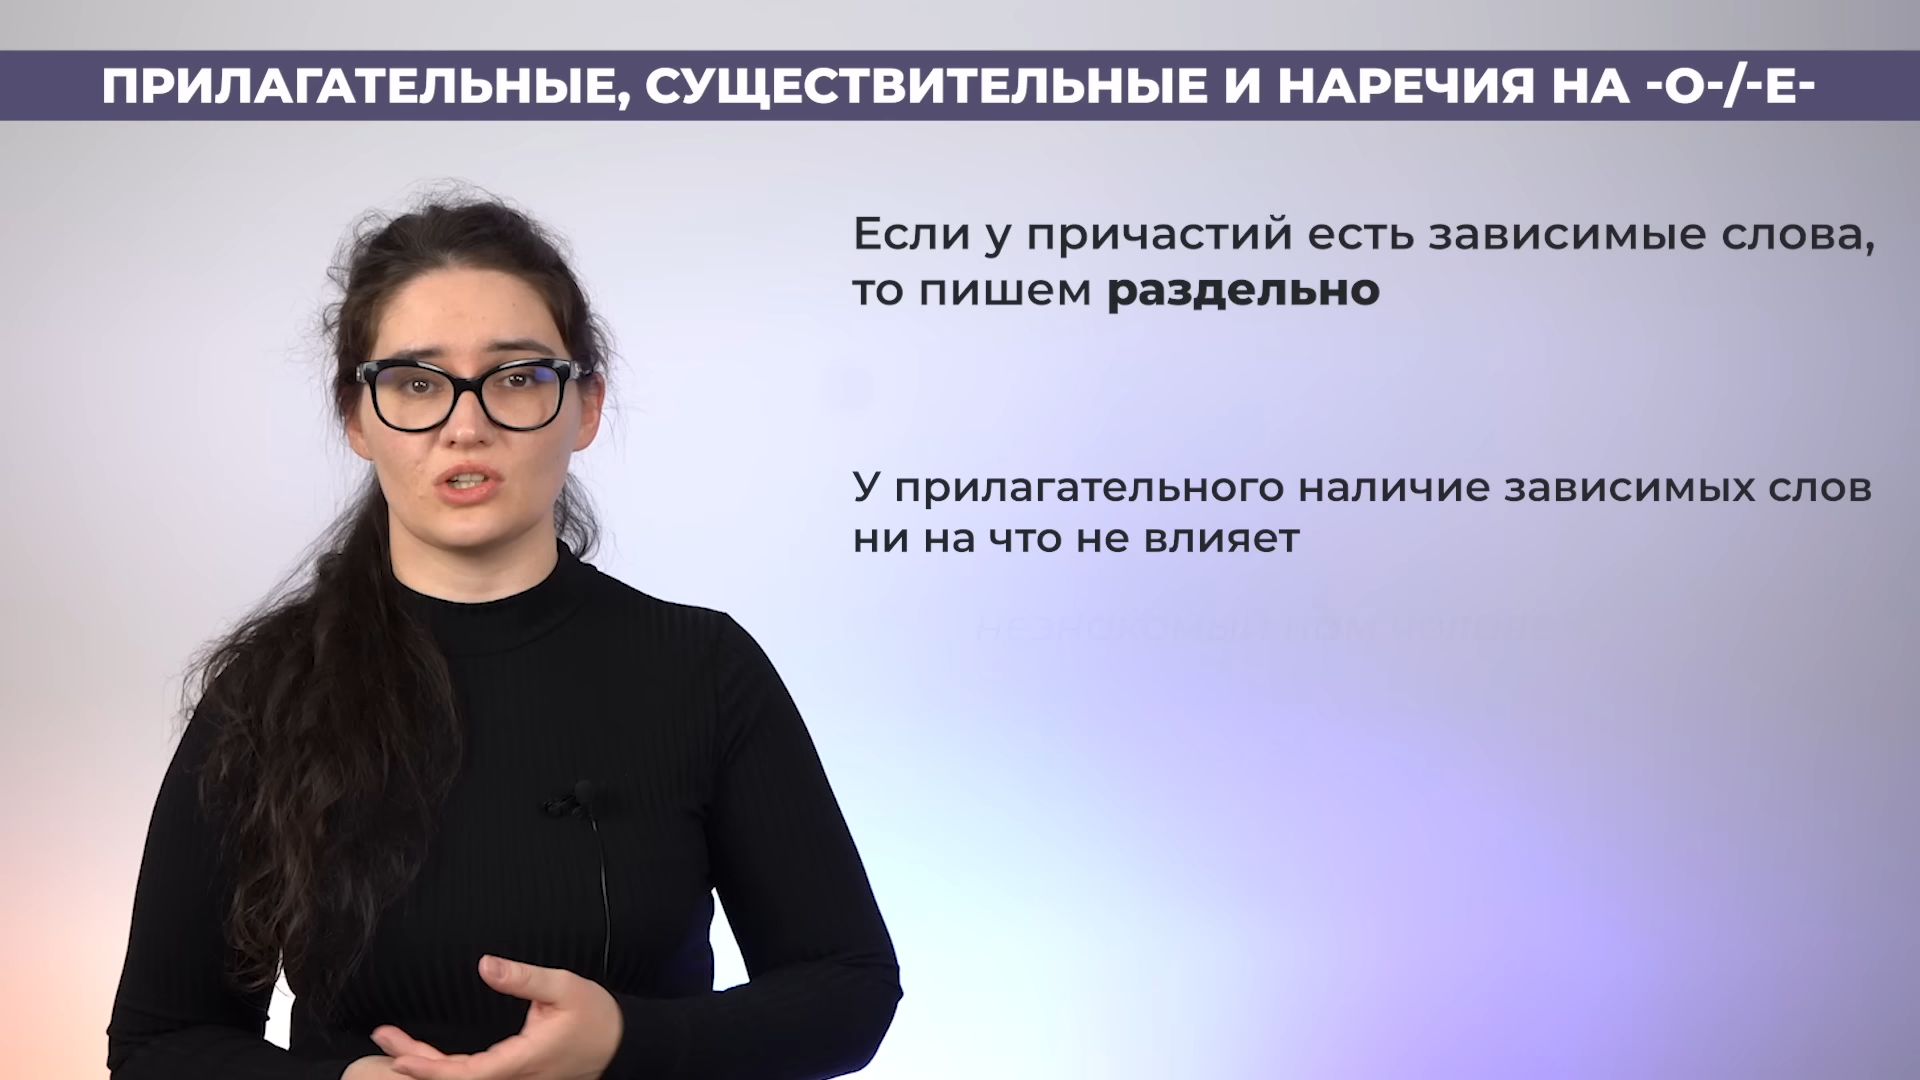 ПРИЛАГАТЕЛЬНЫЕ, СУЩЕСТВИТЕЛЬНЫЕ И НАРЕЧИЯ НА -О-/-Е-
Если у причастий есть зависимые слова,
то пишем раздельно
У прилагательного наличие зависимых слов
ни на что не влияет